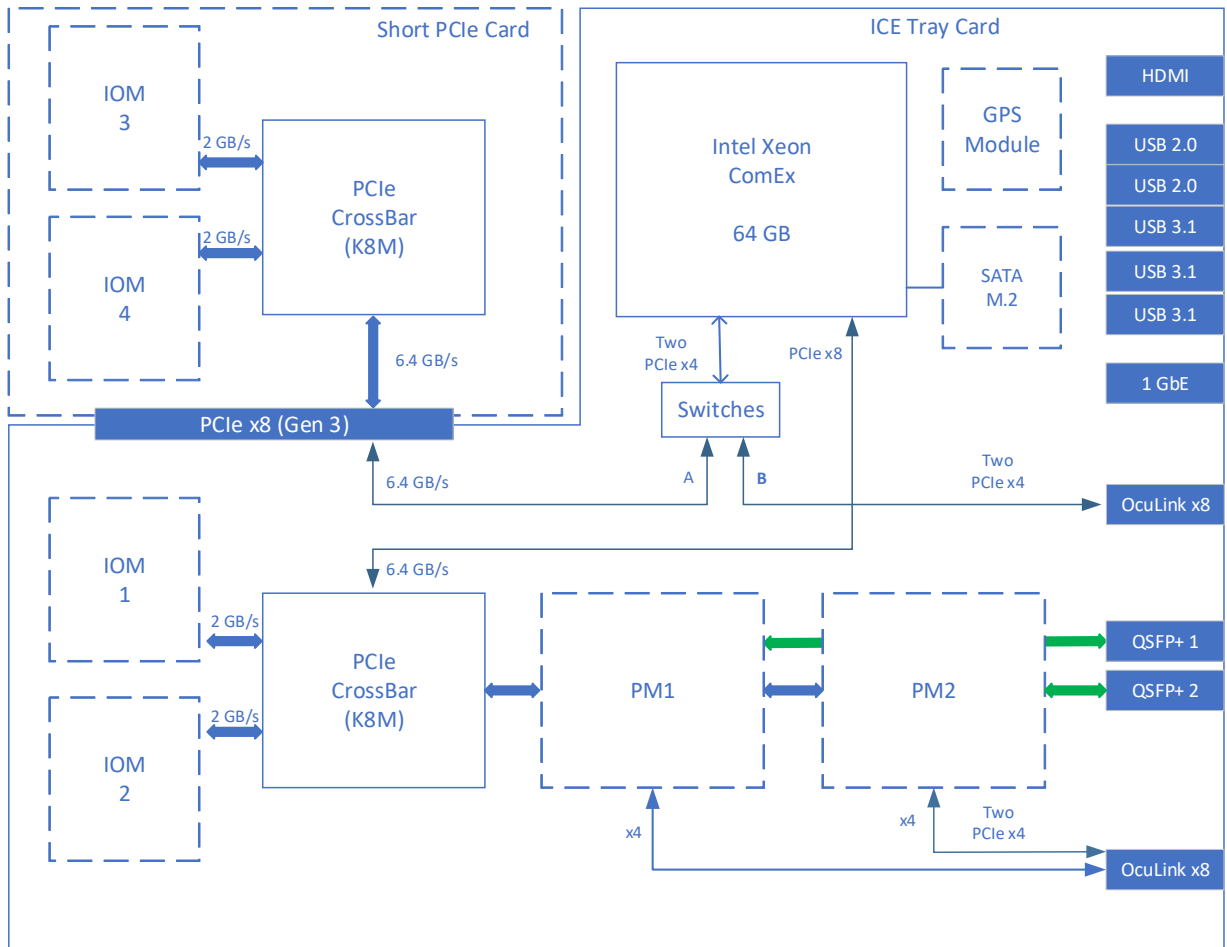 Short PCIe Card
ICE Tray Card
IOM
3
2 GB/s
IOM
4
2 GB/s
PCIe
CrossBar
(K8M)
6.4 GB/s
PCIe x8 (Gen 3)
Intel Xeon
ComEx
64 GB
GPS
Module
SATA
M.2
HDMI
USB 2.0
USB 2.0
USB 3.1
USB 3.1
USB 3.1
1 GbE
Two
PCIe x4
PCIe x8
Switches
A
B
6.4 GB/s
Two
PCIe x4
OcuLink x8
6.4 GB/s
IOM
1
2 GB/s
IOM
2
2 GB/s
PCIe
CrossBar
(K8M)
PM1
PM2
QSFP+ 1
QSFP+ 2
x4
x4
Two
PCIe x4
OcuLink x8